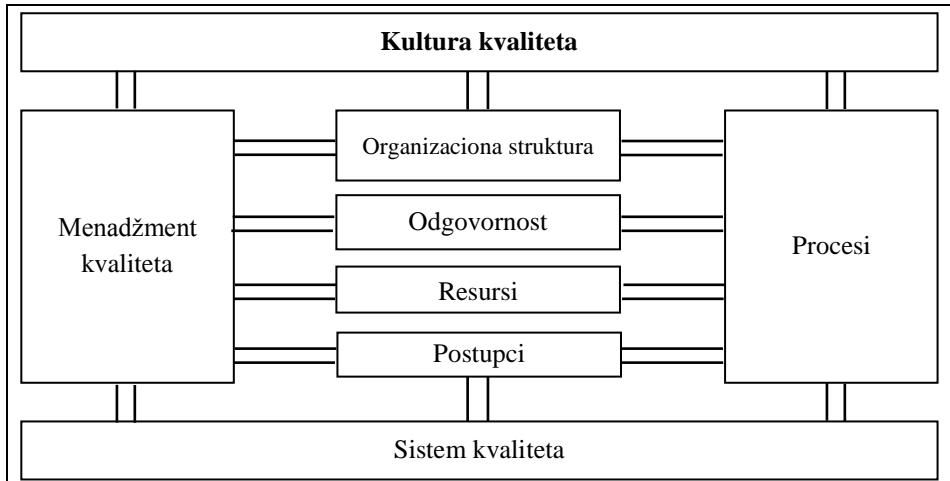 Kultura kvaliteta
Menadžment
kvaliteta
Organizaciona struktura
Odgovornost
Resursi
Postupci
Procesi
Sistem kvaliteta